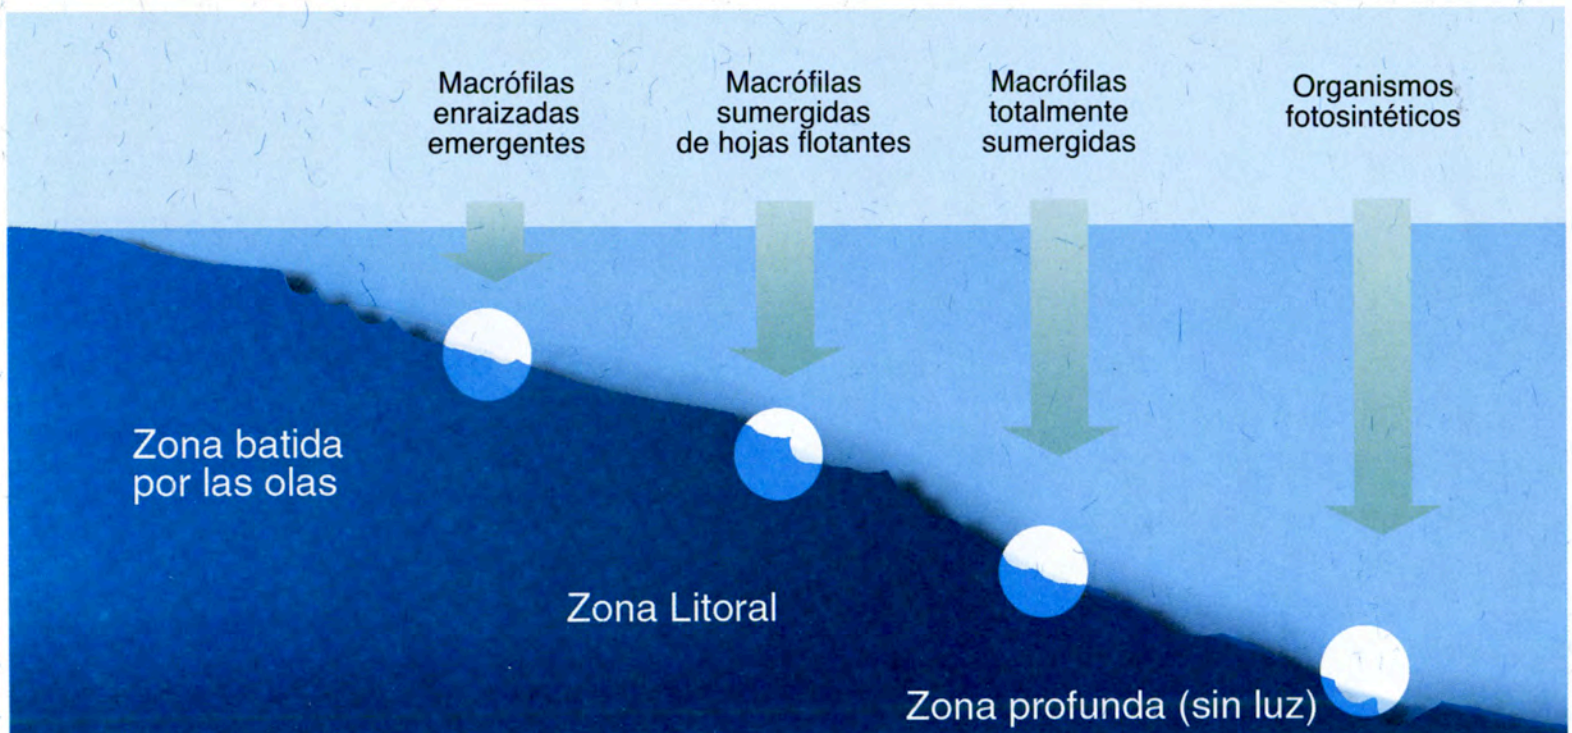 Macrófilas
enraizadas
emergentes
Macrófilas
sumergidas
de hojas flotantes
Macrófilas
totalmente
sumergidas
Organismos
fotosintéticos
Zona batida
por las olas
Zona Litoral
Zona profunda (sin luz)